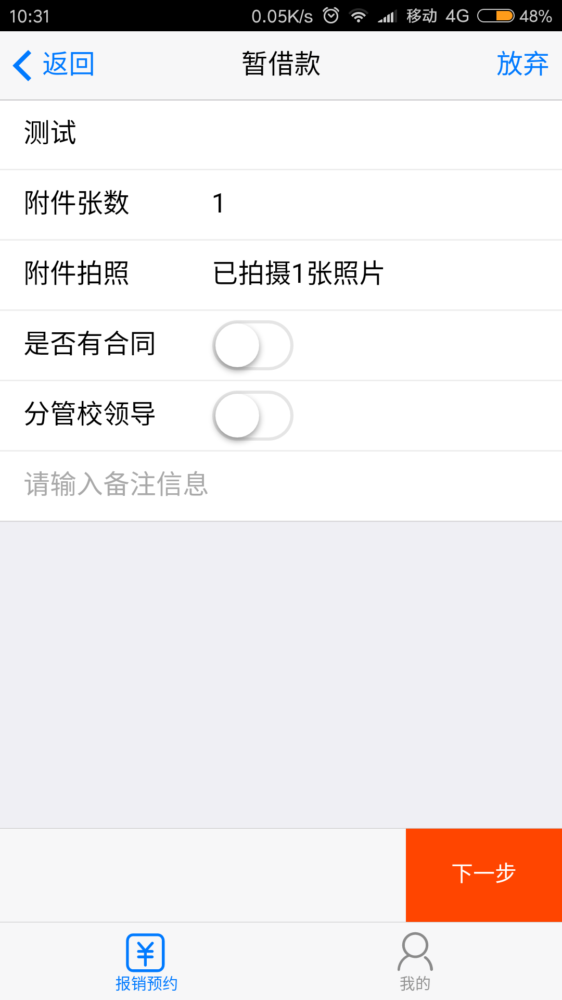 10:31 0.05K/s 移动 4G 48%
返回 暂借款 放弃
测试
附件张数 1
附件拍照 已拍摄1张照片
是否有合同
分管校领导
请输入备注信息
下一步
报销预约 我的